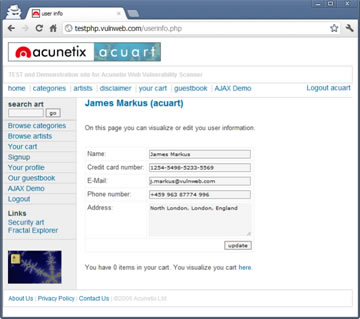 user info
testphp.vulnweb.com/userinfo.php
acunetix acuart
TEST and Demonstration site for Acunetix Web Vulnerability Scanner
home | categories | artists | disclaimer | your cart | guestbook | AJAX Demo
Logout acuart
search art
go
Browse categories
Browse artists
Your cart
Signup
Your profile
Our guestbook
AJAX Demo
Logout
Links
Security art
Fractal Explorer
James Markus (acuart)
On this page you can visualize or edit you user information.
Name: James Markus
Credit card number: 1254-5498-5233-5569
E-Mail: j.markus@vulnweb.com
Phone number: +459 963 87774 996
Address: North London, London, England
update
You have 0 items in your cart. You visualize you cart here.
About Us | Privacy Policy | Contact Us | ©2006 Acunetix Ltd